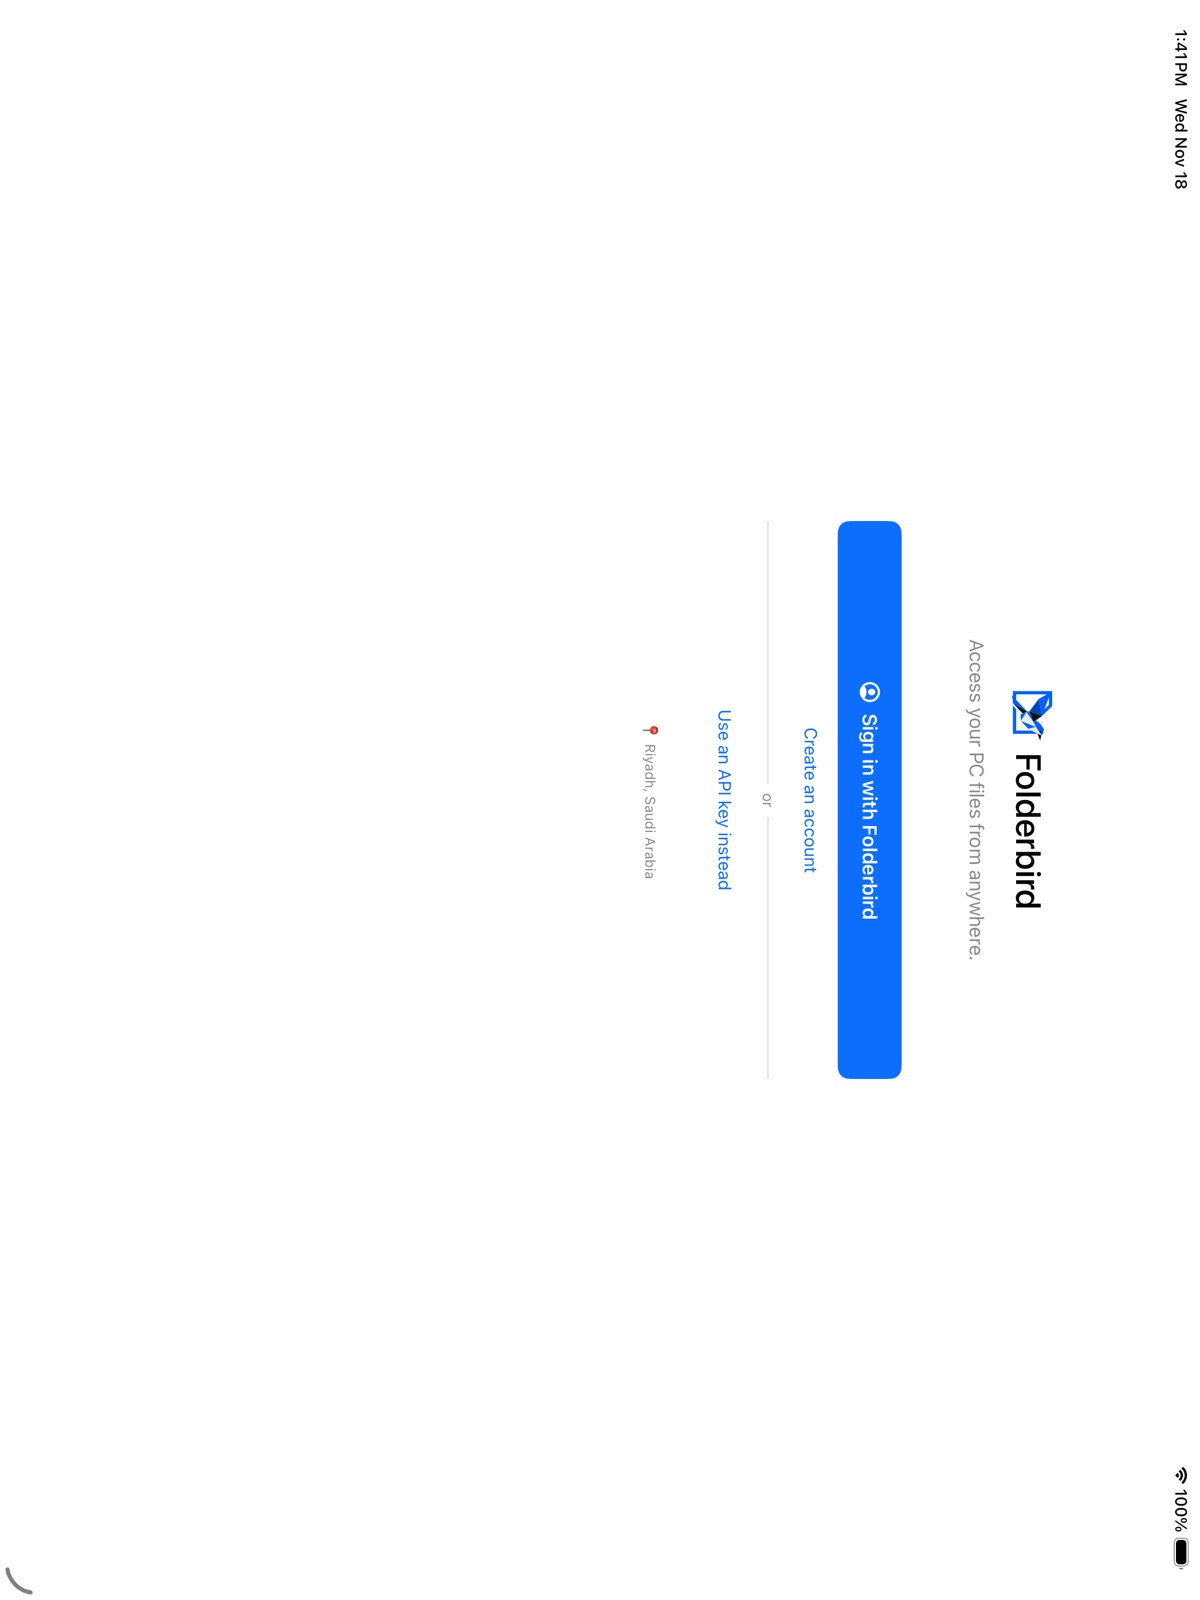 1:41 PM Wed Nov 18
100%
Folderbird
Access your PC files from anywhere.
Sign in with Folderbird
Create an account
or
Use an API key instead
Riyadh, Saudi Arabia